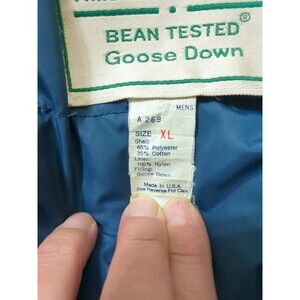 BEAN TESTED®
Goose Down
MENS
A 269
SIZE XL
Shell:
65% Polyester
35% Cotton
Liner:
100% Nylon
Filling:
Goose Down
Made in U.S.A.
See Reverse For Care